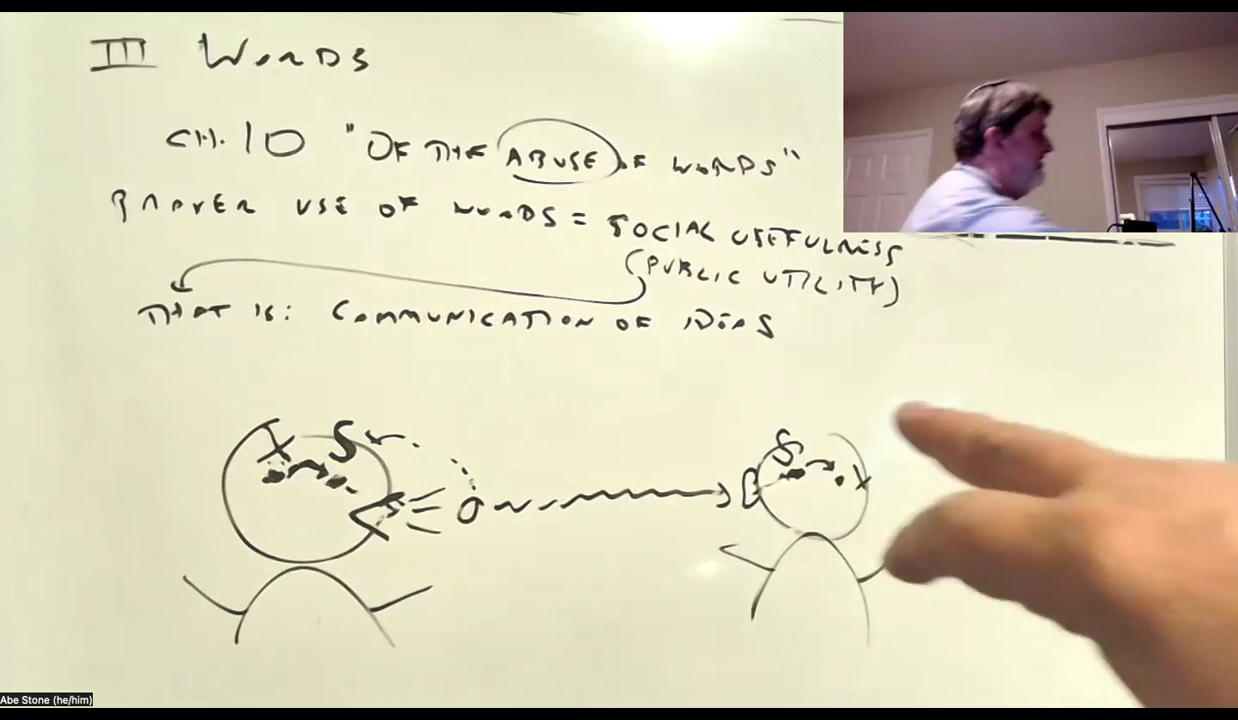 III WORDS
CH. 10 "OF THE ABUSE OF WORDS"
PROPER USE OF WORDS = SOCIAL USEFULNESS
(PUBLIC UTILITY)
THAT IS: COMMUNICATION OF IDEAS
X S
S X
Abe Stone (he/him)